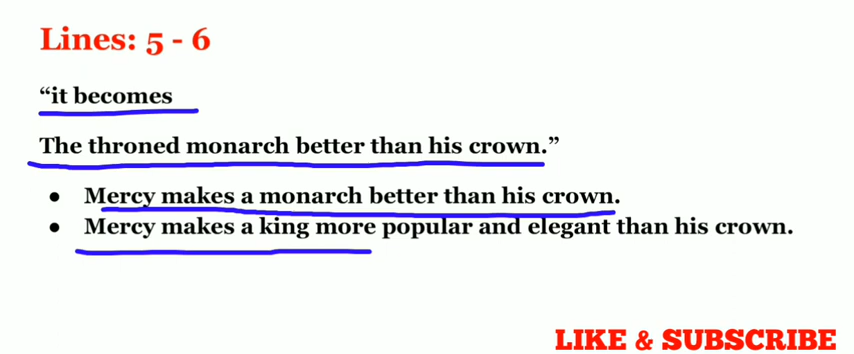 Lines: 5 - 6
“it becomes
The throned monarch better than his crown.”
● Mercy makes a monarch better than his crown.
● Mercy makes a king more popular and elegant than his crown.
LIKE & SUBSCRIBE